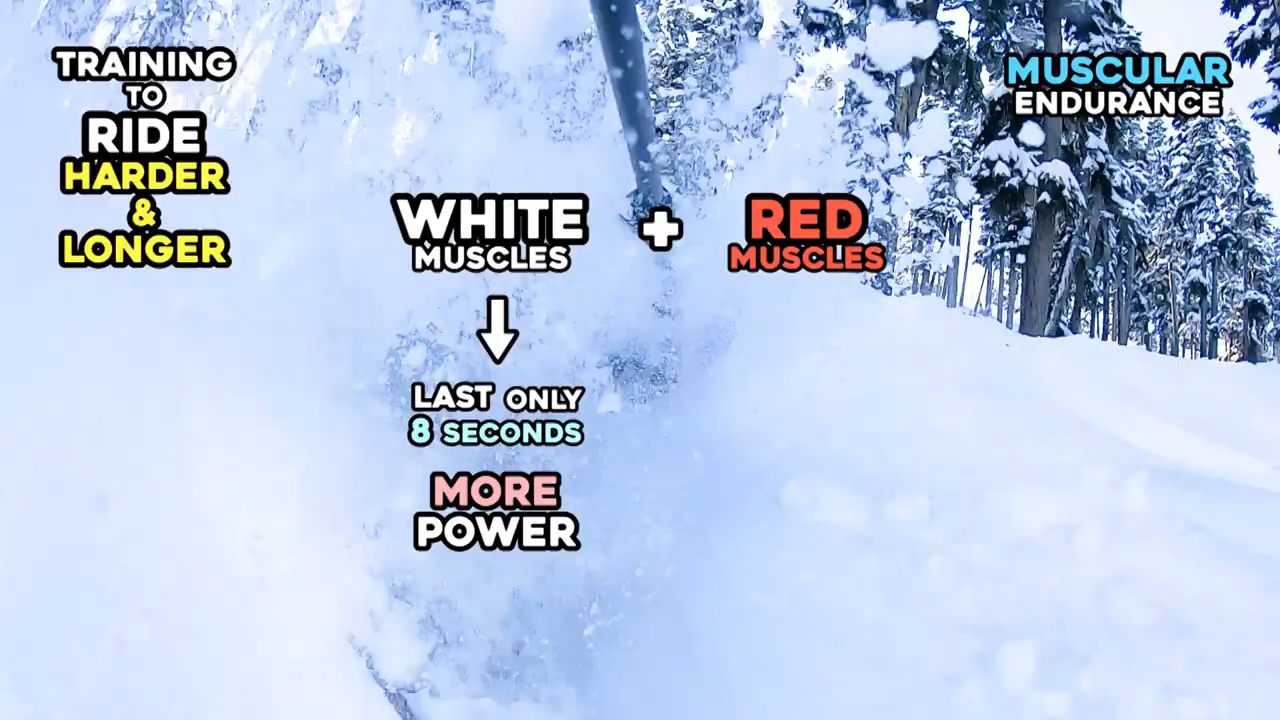 TRAINING
TO
RIDE
HARDER
&
LONGER
MUSCULAR
ENDURANCE
WHITE
MUSCLES
+
RED
MUSCLES
LAST ONLY
8 SECONDS
MORE
POWER